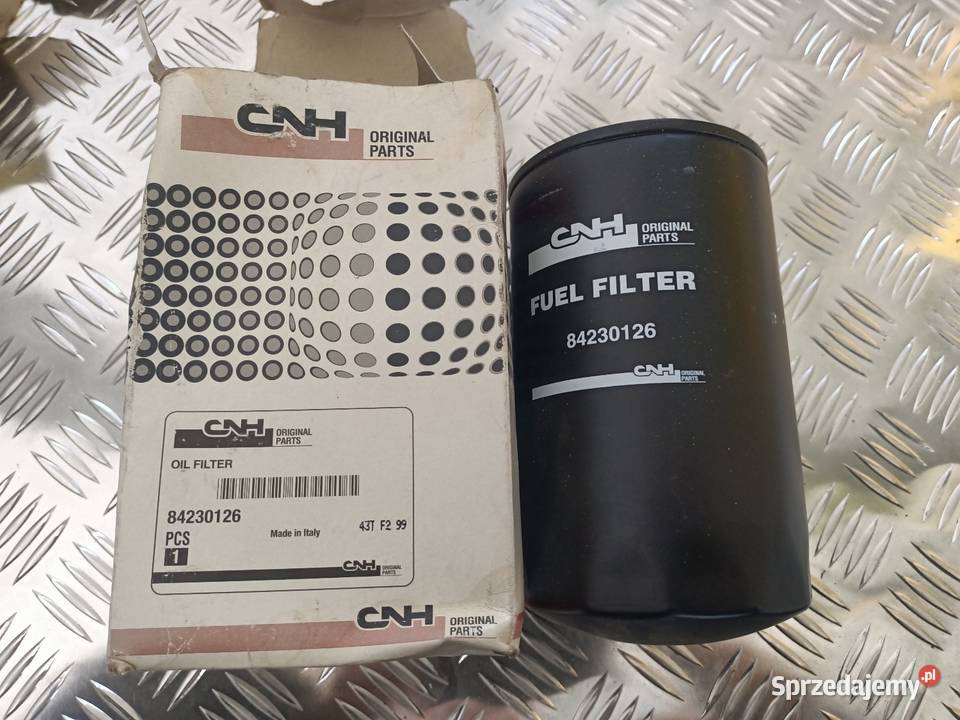 CNH ORIGINAL
PARTS
CNH ORIGINAL
PARTS
OIL FILTER
84230126
PCS
1
Made in Italy
43T F2 99
CNH ORIGINAL
PARTS
CNH ORIGINAL
PARTS
CNH ORIGINAL
PARTS
FUEL FILTER
84230126
CNH ORIGINAL
PARTS
Sprzedajemy.pl